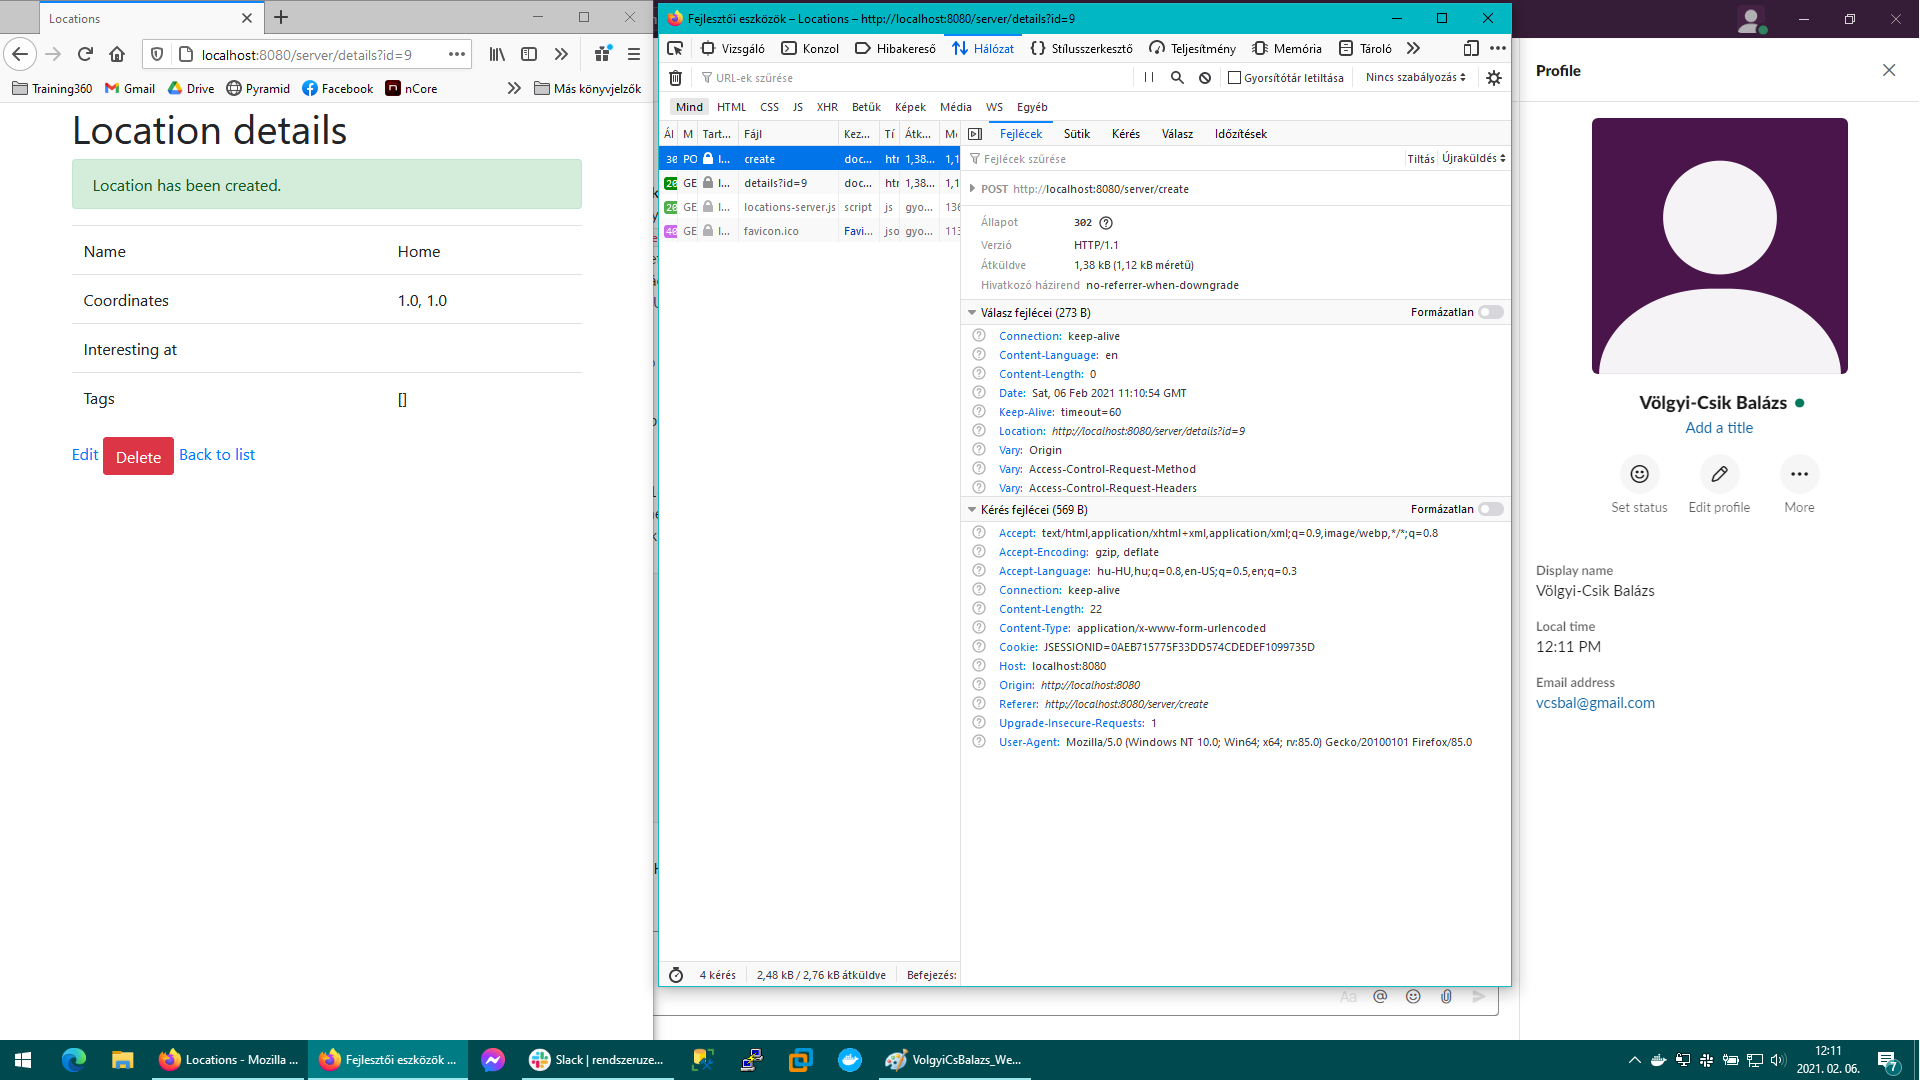 Locations
localhost:8080/server/details?id=9
Training360
Gmail
Drive
Pyramid
Facebook
nCore
Más könyvjelzők
Location details
Location has been created.
Name Home
Coordinates 1.0, 1.0
Interesting at
Tags []
Edit Delete Back to list
Fejlesztői eszközök – Locations – http://localhost:8080/server/details?id=9
Vizsgáló Konzol Hibakereső Hálózat Stílusszerkesztő Teljesítmény Memória Tároló
URL-ek szűrése
Gyorsítótár letiltása Nincs szabályozás
Mind HTML CSS JS XHR Betűk Képek Média WS Egyéb
Ál M Tart... Fájl Kez... Tí Átk... Mé
30 PO l... create doc... htm 1,38... 1,1
20 GE l... details?id=9 doc... htm 1,38... 1,1
20 GE l... locations-server.js script js gyo... 136
40 GE l... favicon.ico Favi... jso gyo... 113
4 kérés 2,48 kB / 2,76 kB átküldve Befejezés:
Fejlécek Sütik Kérés Válasz Időzítések
Fejlécek szűrése Tiltás Újraküldés
POST http://localhost:8080/server/create
Állapot 302
Verzió HTTP/1.1
Átküldve 1,38 kB (1,12 kB méretű)
Hivatkozó házirend no-referrer-when-downgrade
Válasz fejlécei (273 B) Formázatlan
Connection: keep-alive
Content-Language: en
Content-Length: 0
Date: Sat, 06 Feb 2021 11:10:54 GMT
Keep-Alive: timeout=60
Location: http://localhost:8080/server/details?id=9
Vary: Origin
Vary: Access-Control-Request-Method
Vary: Access-Control-Request-Headers
Kérés fejlécei (569 B) Formázatlan
Accept: text/html,application/xhtml+xml,application/xml;q=0.9,image/webp,*/*;q=0.8
Accept-Encoding: gzip, deflate
Accept-Language: hu-HU,hu;q=0.8,en-US;q=0.5,en;q=0.3
Connection: keep-alive
Content-Length: 22
Content-Type: application/x-www-form-urlencoded
Cookie: JSESSIONID=0AEB715775F33DD574CDEDEF1099735D
Host: localhost:8080
Origin: http://localhost:8080
Referer: http://localhost:8080/server/create
Upgrade-Insecure-Requests: 1
User-Agent: Mozilla/5.0 (Windows NT 10.0; Win64; x64; rv:85.0) Gecko/20100101 Firefox/85.0
Aa
Profile
Völgyi-Csik Balázs
Add a title
Set status Edit profile More
Display name
Völgyi-Csik Balázs
Local time
12:11 PM
Email address
vcsbal@gmail.com
Locations - Mozilla ...
Fejlesztői eszközök ...
Slack | rendszeruze...
VolgyiCsBalazs_We...
12:11
2021. 02. 06.
7